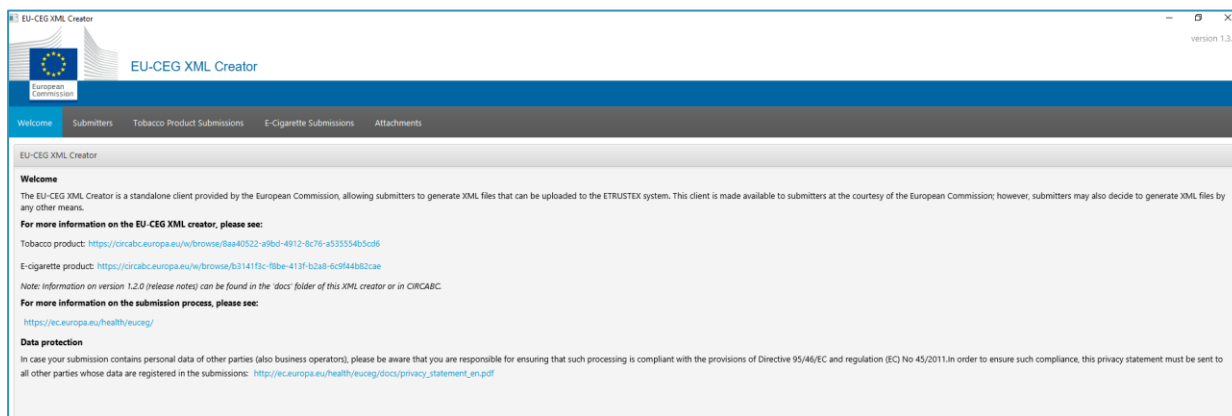 EU-CEG XML Creator
version 1.3.
EU-CEG XML Creator
European
Commission
Welcome Submitters Tobacco Product Submissions E-Cigarette Submissions Attachments
EU-CEG XML Creator
Welcome
The EU-CEG XML Creator is a standalone client provided by the European Commission, allowing submitters to generate XML files that can be uploaded to the ETRUSTEX system. This client is made available to submitters at the courtesy of the European Commission; however, submitters may also decide to generate XML files by
any other means.
For more information on the EU-CEG XML creator, please see:
Tobacco product: https://circabc.europa.eu/w/browse/8aa40522-a9bd-4912-8c76-a535554b5cd6
E-cigarette product: https://circabc.europa.eu/w/browse/b3141f3c-f8be-413f-b2a8-6c9f44b82cae
Note: Information on version 1.2.0 (release notes) can be found in the 'docs' folder of this XML creator or in CIRCABC.
For more information on the submission process, please see:
https://ec.europa.eu/health/euceg/
Data protection
In case your submission contains personal data of other parties (also business operators), please be aware that you are responsible for ensuring that such processing is compliant with the provisions of Directive 95/46/EC and regulation (EC) No 45/2011.In order to ensure such compliance, this privacy statement must be sent to
all other parties whose data are registered in the submissions: http://ec.europa.eu/health/euceg/docs/privacy_statement_en.pdf